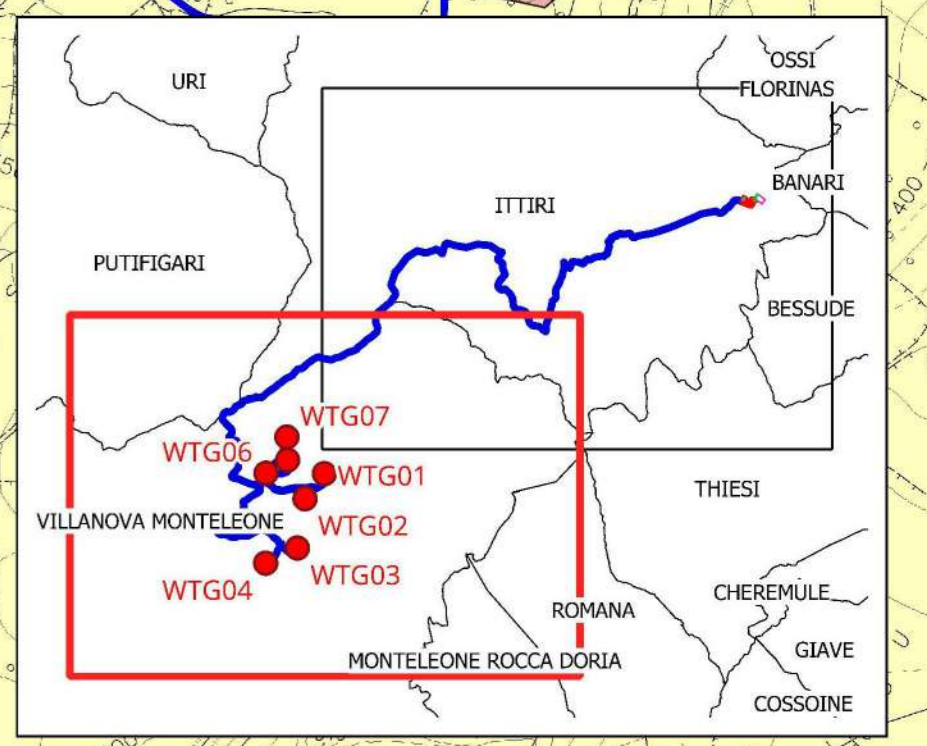 OSSI
URI
FLORINAS
BANARI
400
ITTIRI
PUTIFIGARI
BESSUDE
WTG07
WTG06
WTG01
THIESI
VILLANOVA MONTELEONE
WTG02
WTG03
WTG04
CHEREMULE
ROMANA
GIAVE
MONTELEONE ROCCA DORIA
COSSOINE